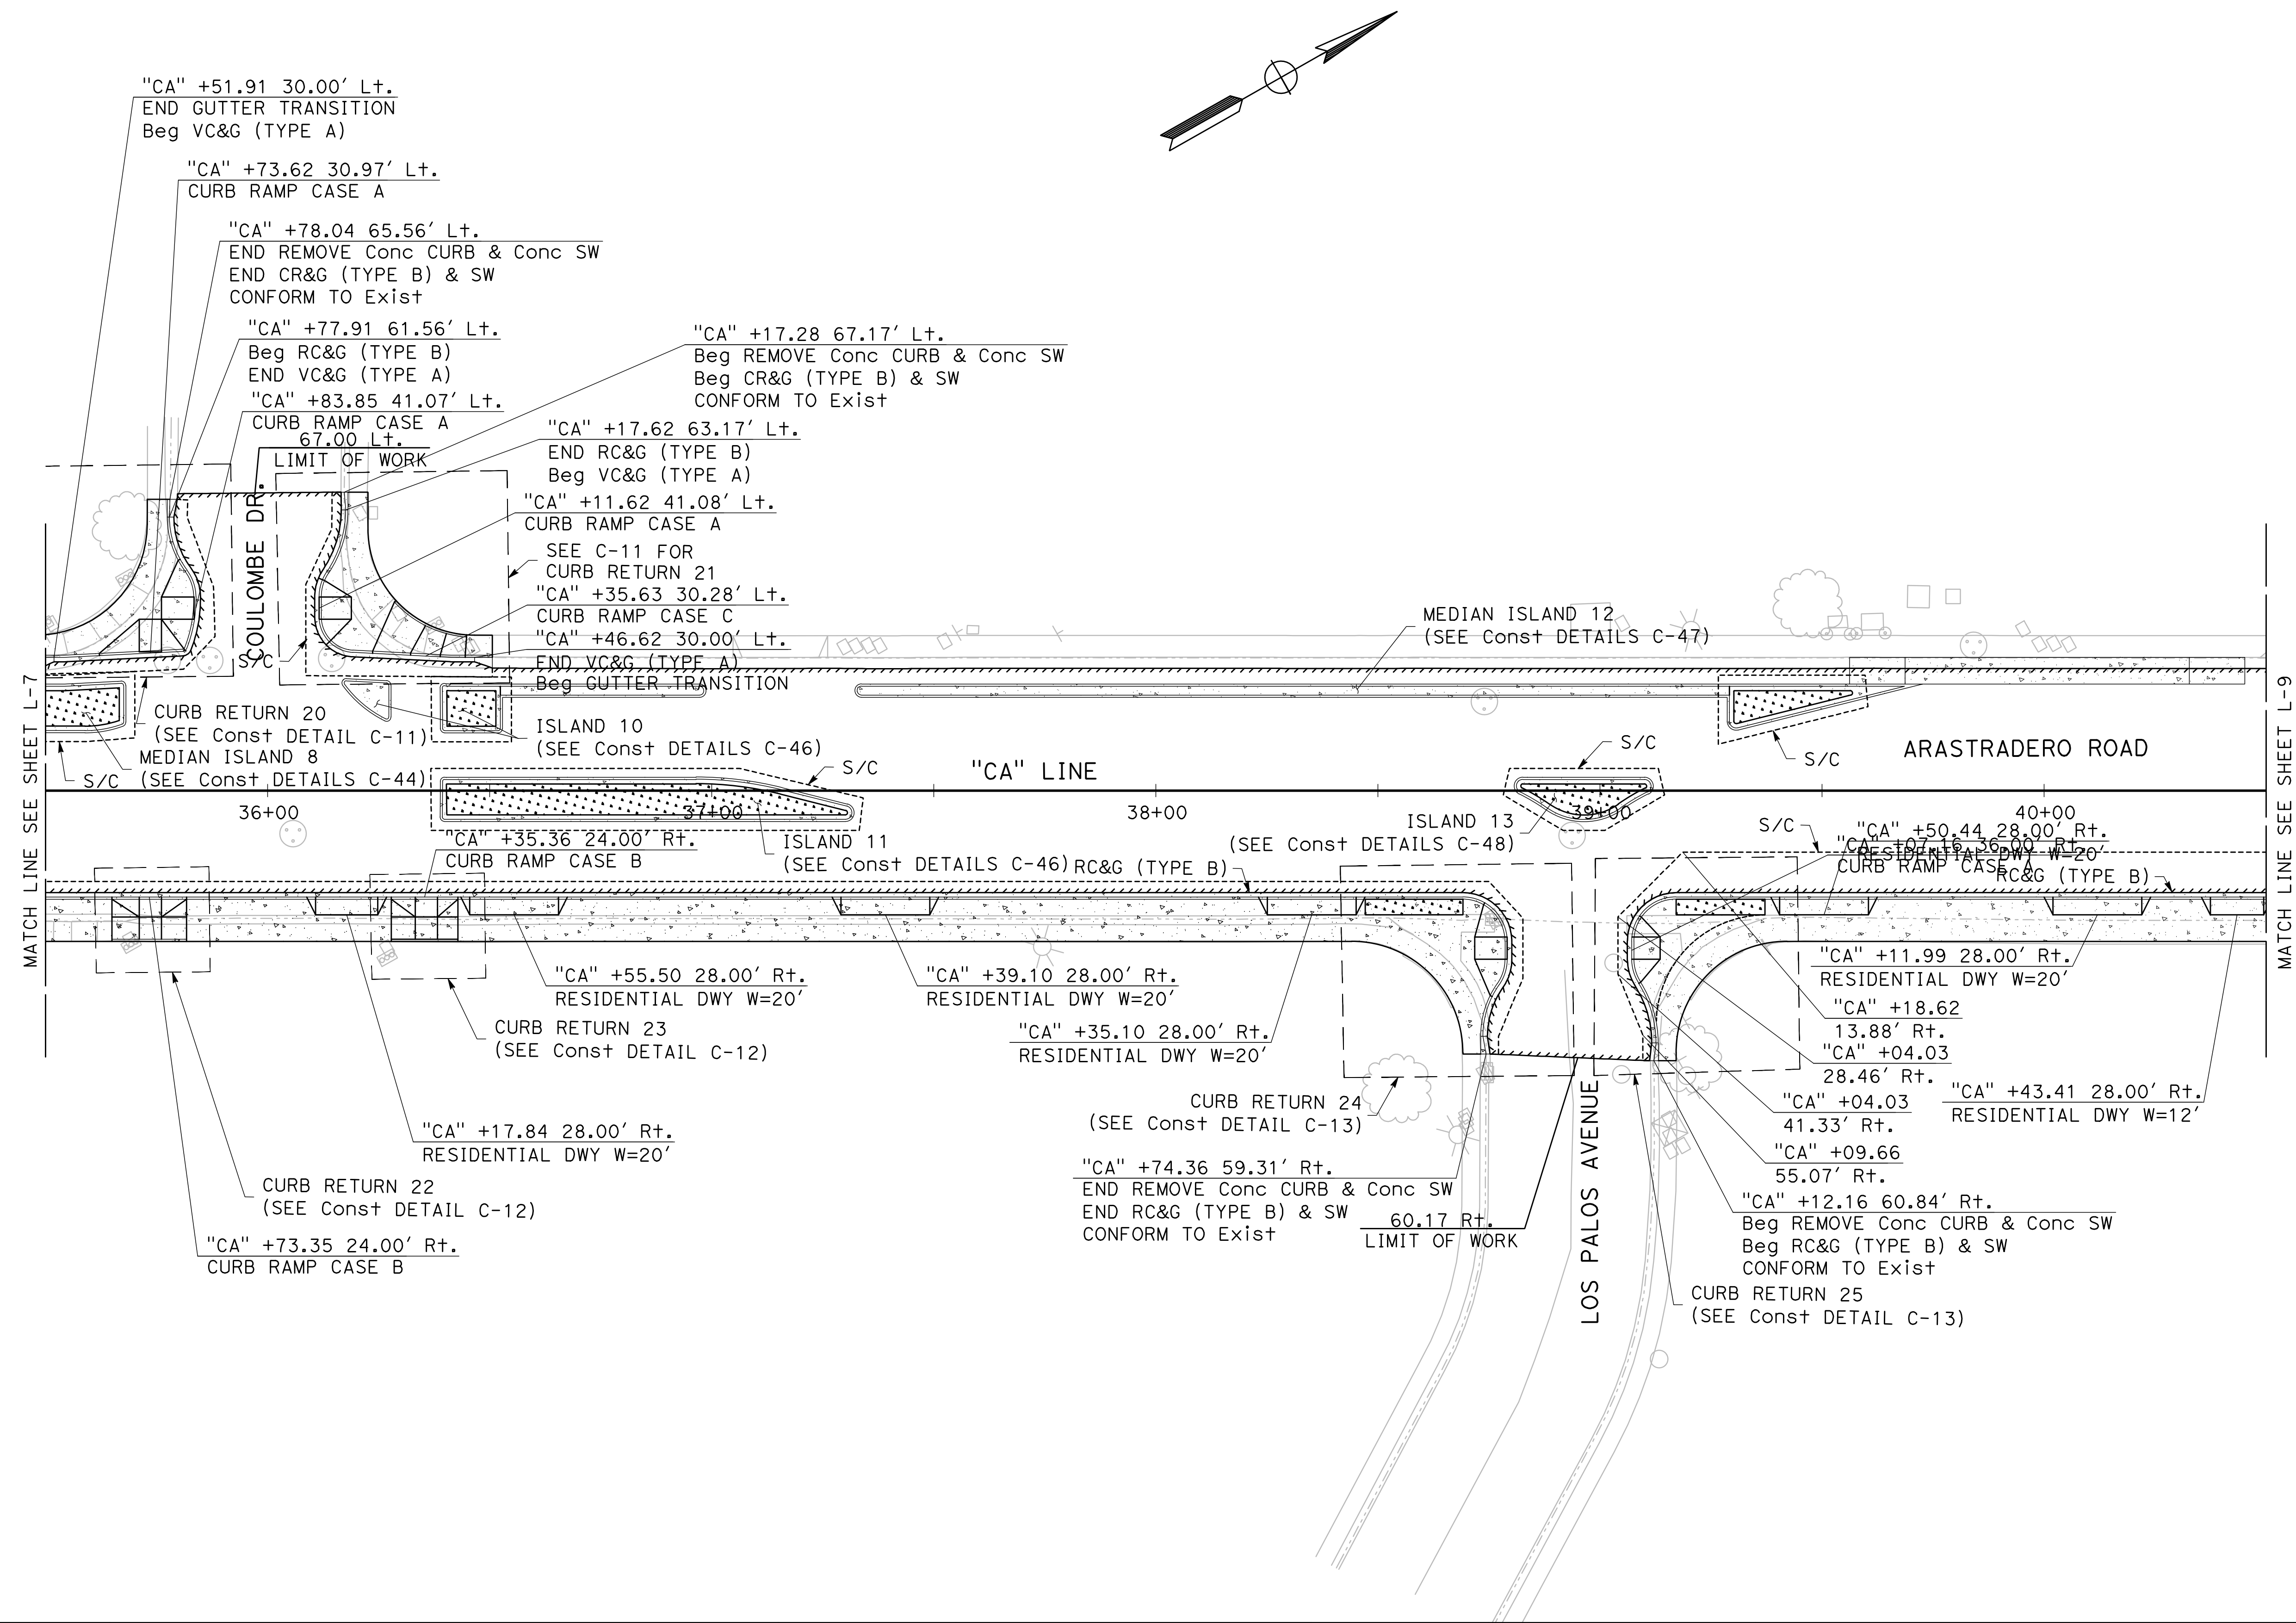 "CA" +51.91 30.00' Lt.
END GUTTER TRANSITION
Beg VC&G (TYPE A)
"CA" +73.62 30.97' Lt.
CURB RAMP CASE A
"CA" +78.04 65.56' Lt.
END REMOVE Conc CURB & Conc SW
END CR&G (TYPE B) & SW
CONFORM TO Exist
"CA" +77.91 61.56' Lt.
Beg RC&G (TYPE B)
END VC&G (TYPE A)
"CA" +83.85 41.07' Lt.
CURB RAMP CASE A
67.00 Lt.
LIMIT OF WORK
"CA" +17.28 67.17' Lt.
Beg REMOVE Conc CURB & Conc SW
Beg CR&G (TYPE B) & SW
CONFORM TO Exist
"CA" +17.62 63.17' Lt.
END RC&G (TYPE B)
Beg VC&G (TYPE A)
"CA" +11.62 41.08' Lt.
CURB RAMP CASE A
SEE C-11 FOR
CURB RETURN 21
"CA" +35.63 30.28' Lt.
CURB RAMP CASE C
"CA" +46.62 30.00' Lt.
END VC&G (TYPE A)
Beg GUTTER TRANSITION
COULOMBE DR.
S/C
MEDIAN ISLAND 12
(SEE Const DETAILS C-47)
MATCH LINE SEE SHEET L-7
CURB RETURN 20
(SEE Const DETAIL C-11)
MEDIAN ISLAND 8
(SEE Const DETAILS C-44)
S/C
ISLAND 10
(SEE Const DETAILS C-46)
S/C
"CA" LINE
S/C
S/C
ARASTRADERO ROAD
MATCH LINE SEE SHEET L-9
36+00
37+00
38+00
39+00
40+00
"CA" +35.36 24.00' Rt.
CURB RAMP CASE B
ISLAND 11
(SEE Const DETAILS C-46)
RC&G (TYPE B)
ISLAND 13
(SEE Const DETAILS C-48)
S/C
"CA" +50.44 28.00' Rt.
RESIDENTIAL DWY W=20'
"CA" +07.16 36.00' Rt.
CURB RAMP CASE A
RC&G (TYPE B)
"CA" +55.50 28.00' Rt.
RESIDENTIAL DWY W=20'
"CA" +39.10 28.00' Rt.
RESIDENTIAL DWY W=20'
"CA" +35.10 28.00' Rt.
RESIDENTIAL DWY W=20'
CURB RETURN 23
(SEE Const DETAIL C-12)
"CA" +11.99 28.00' Rt.
RESIDENTIAL DWY W=20'
"CA" +18.62
13.88' Rt.
"CA" +04.03
28.46' Rt.
"CA" +43.41 28.00' Rt.
RESIDENTIAL DWY W=12'
"CA" +04.03
41.33' Rt.
"CA" +09.66
55.07' Rt.
CURB RETURN 24
(SEE Const DETAIL C-13)
"CA" +17.84 28.00' Rt.
RESIDENTIAL DWY W=20'
CURB RETURN 22
(SEE Const DETAIL C-12)
"CA" +73.35 24.00' Rt.
CURB RAMP CASE B
"CA" +74.36 59.31' Rt.
END REMOVE Conc CURB & Conc SW
END RC&G (TYPE B) & SW
CONFORM TO Exist
60.17 Rt.
LIMIT OF WORK
LOS PALOS AVENUE
"CA" +12.16 60.84' Rt.
Beg REMOVE Conc CURB & Conc SW
Beg RC&G (TYPE B) & SW
CONFORM TO Exist
CURB RETURN 25
(SEE Const DETAIL C-13)